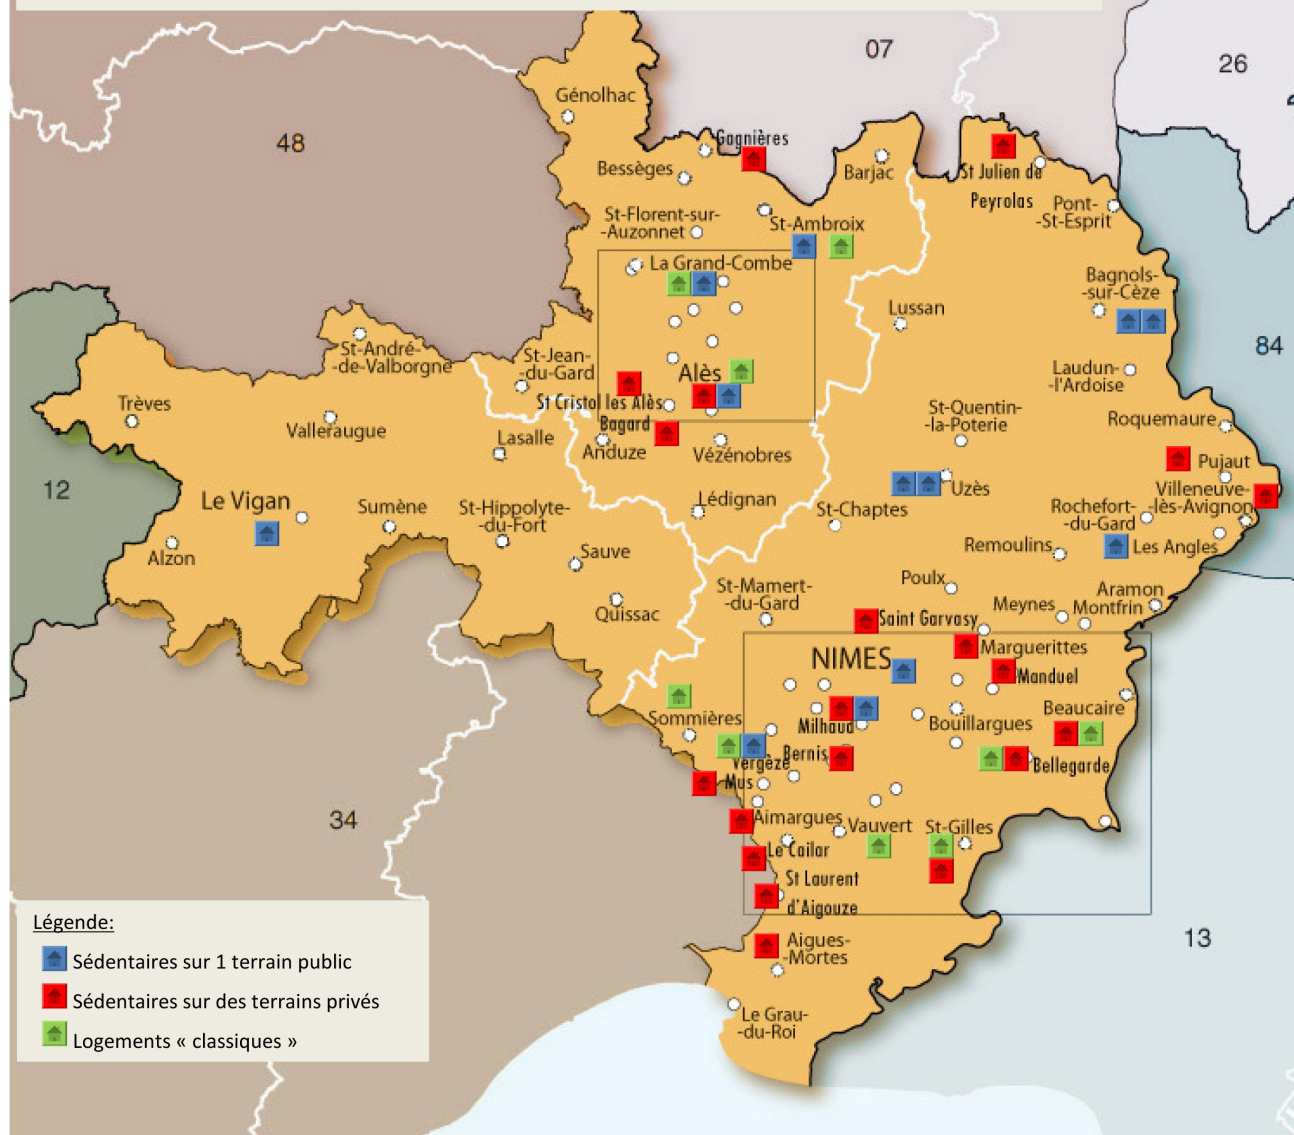 07
26
Génolhac
48
Gagnières
Bessèges
Barjac
St Julien de
Peyrolas
Pont-
-St-Esprit
St-Florent-sur-
-Auzonnet
St-Ambroix
La Grand-Combe
Bagnols-
-sur-Cèze
Lussan
84
St-André-
-de-Valborgne
St-Jean-
-du-Gard
Alès
Laudun-
-l'Ardoise
Trèves
St Cristol les Alès
St-Quentin-
-la-Poterie
Roquemaure
Valleraugue
Bagard
Lasalle
Anduze
Vézénobres
Pujaut
12
Le Vigan
Sumène
St-Hippolyte-
-du-Fort
Lédignan
St-Chaptes
Uzès
Villeneuve-
-lès-Avignon
Rochefort-
-du-Gard
Alzon
Sauve
Remoulins
Les Angles
Quissac
St-Mamert-
-du-Gard
Poulx
Aramon
Meynes
Montfrin
Saint Garvasy
NIMES
Marguerittes
Manduel
Sommières
Milhaud
Bouillargues
Beaucaire
Bernis
Vergèze
Bellegarde
Mus
34
Aimargues
Vauvert
St-Gilles
Le Cailar
St Laurent
d'Aigouze
13
Aigues-
-Mortes
Le Grau-
-du-Roi
Légende:
Sédentaires sur 1 terrain public
Sédentaires sur des terrains privés
Logements « classiques »